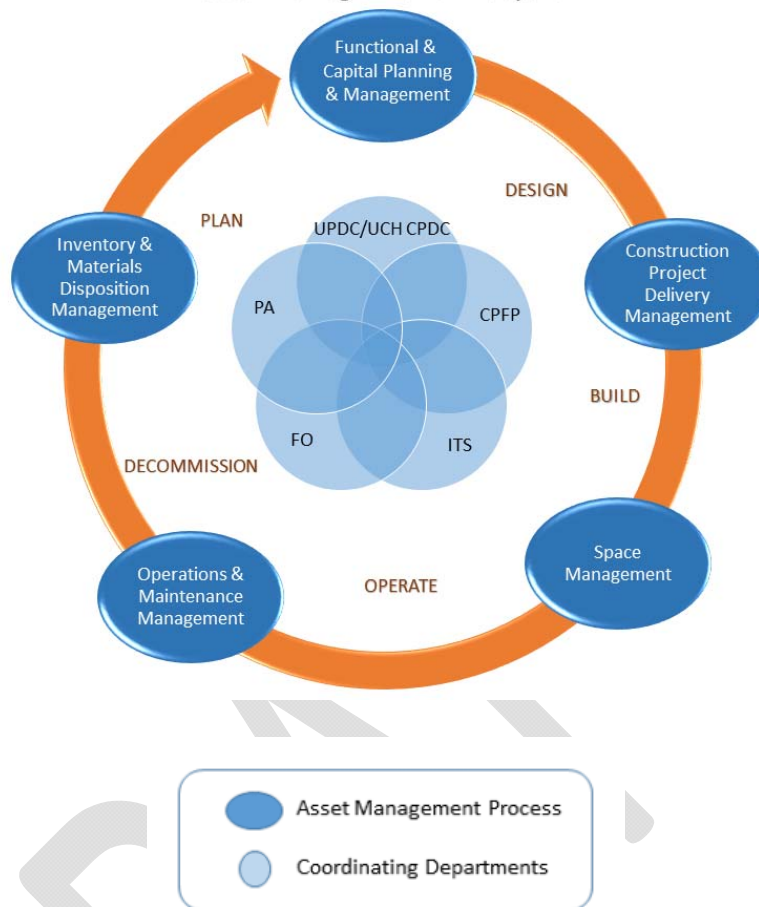 Functional &
Capital Planning
& Management
DESIGN
PLAN
UPDC/UCH CPDC
Inventory &
Materials
Disposition
Management
Construction
Project
Delivery
Management
PA
CPFP
BUILD
FO
ITS
DECOMMISSION
Operations &
Maintenance
Management
OPERATE
Space
Management
Asset Management Process
Coordinating Departments